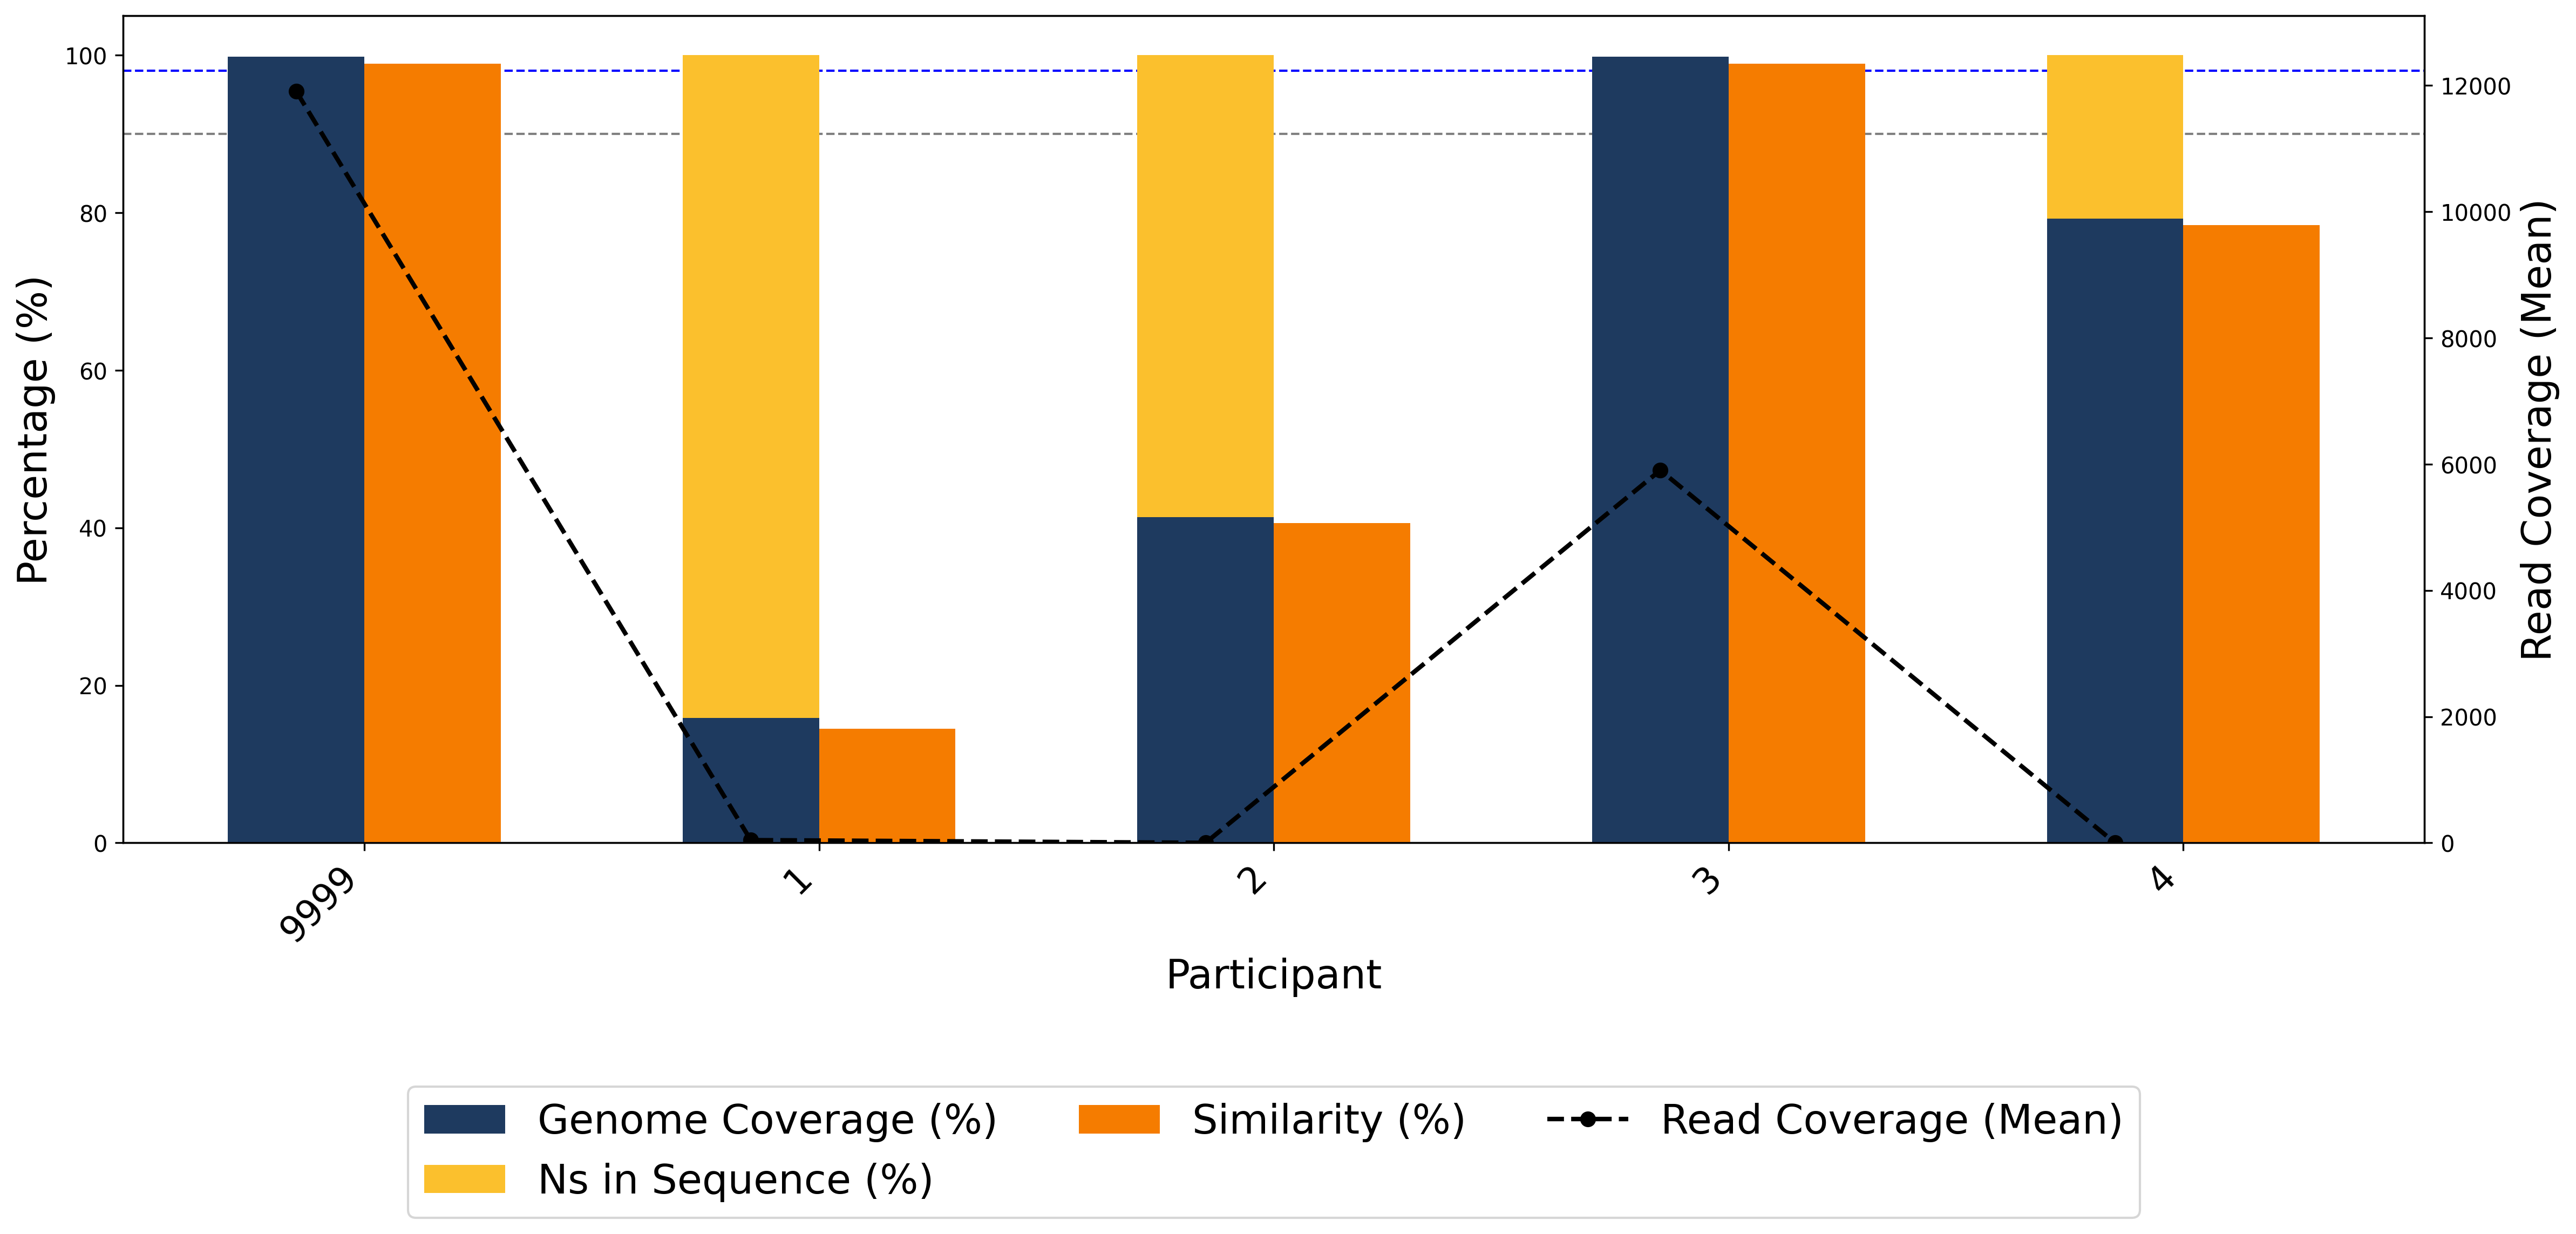 100
80
60
40
20
0
Percentage (%)
12000
10000
8000
6000
4000
2000
0
Read Coverage (Mean)
9999
1
2
3
4
Participant
Genome Coverage (%)
Ns in Sequence (%)
Similarity (%)
Read Coverage (Mean)